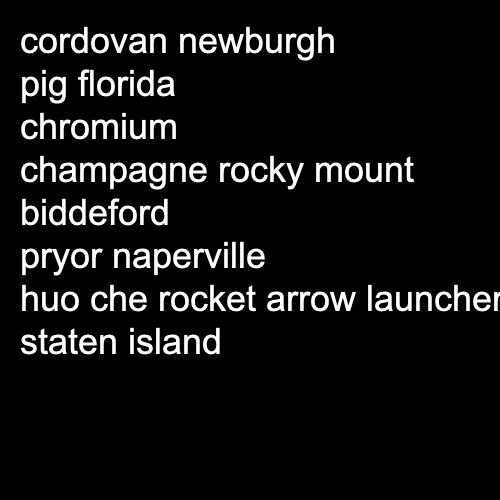 cordovan newburgh
pig florida
chromium
champagne rocky mount
biddeford
pryor naperville
huo che rocket arrow launcher
staten island